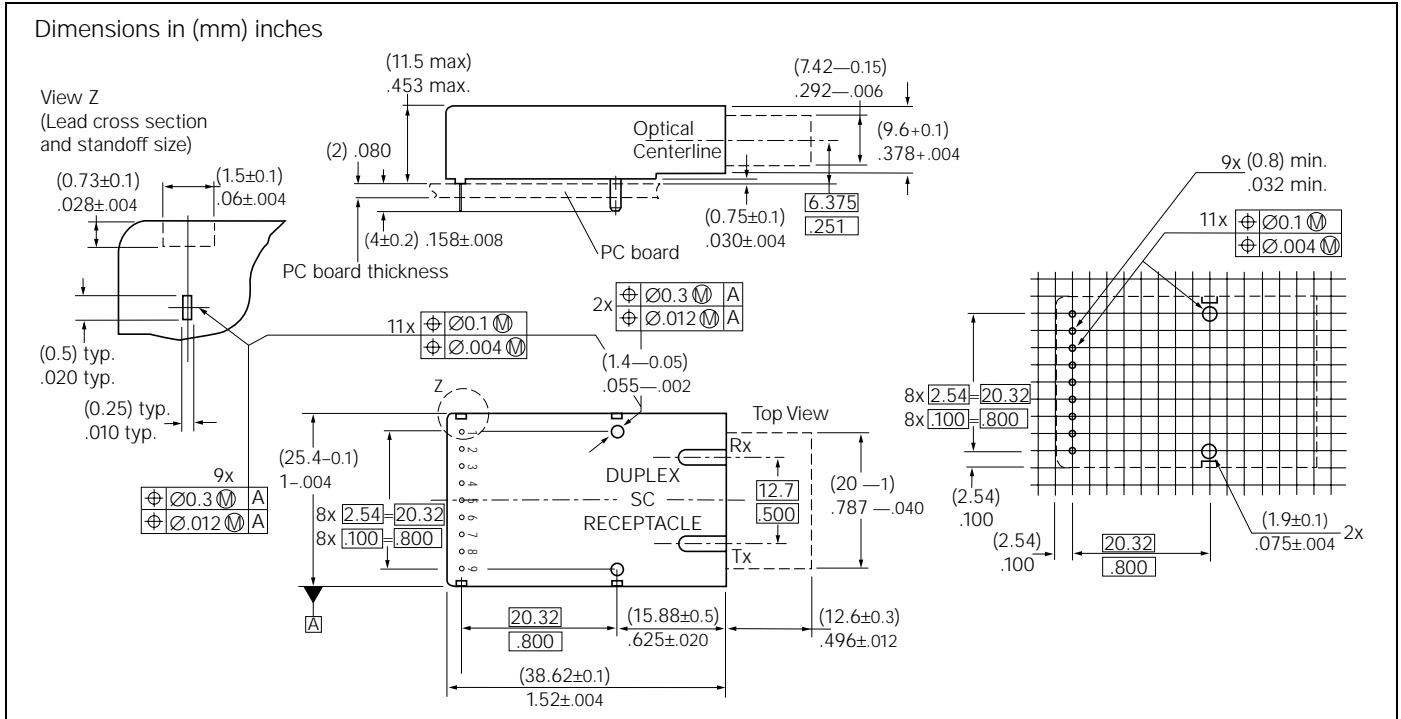 Dimensions in (mm) inches
View Z
(Lead cross section
and standoff size)
(0.73±0.1)
.028±.004
(1.5±0.1)
.06±.004
(0.5) typ.
.020 typ.
(0.25) typ.
.010 typ.
9x
⌖ Ø0.3 Ⓜ A
⌖ Ø.012 Ⓜ A
(11.5 max)
.453 max.
(2) .080
(4±0.2) .158±.008
PC board thickness
PC board
Optical
Centerline
(7.42—0.15)
.292—.006
(9.6+0.1)
.378+.004
(0.75±0.1)
.030±.004
6.375
.251
11x
⌖ Ø0.1 Ⓜ
⌖ Ø.004 Ⓜ
2x
⌖ Ø0.3 Ⓜ A
⌖ Ø.012 Ⓜ A
(1.4—0.05)
.055—.002
Z
Top View
(25.4–0.1)
1–.004
8x 2.54=20.32
8x .100=.800
1
2
3
4
5
6
7
8
9
DUPLEX
SC
RECEPTACLE
Rx
Tx
12.7
.500
(20 —1)
.787 —.040
A
20.32
.800
(15.88±0.5)
.625±.020
(12.6±0.3)
.496±.012
(38.62±0.1)
1.52±.004
9x (0.8) min.
.032 min.
11x
⌖ Ø0.1 Ⓜ
⌖ Ø.004 Ⓜ
8x 2.54=20.32
8x .100=.800
(2.54)
.100
(2.54)
.100
20.32
.800
(1.9±0.1)
.075±.004
2x